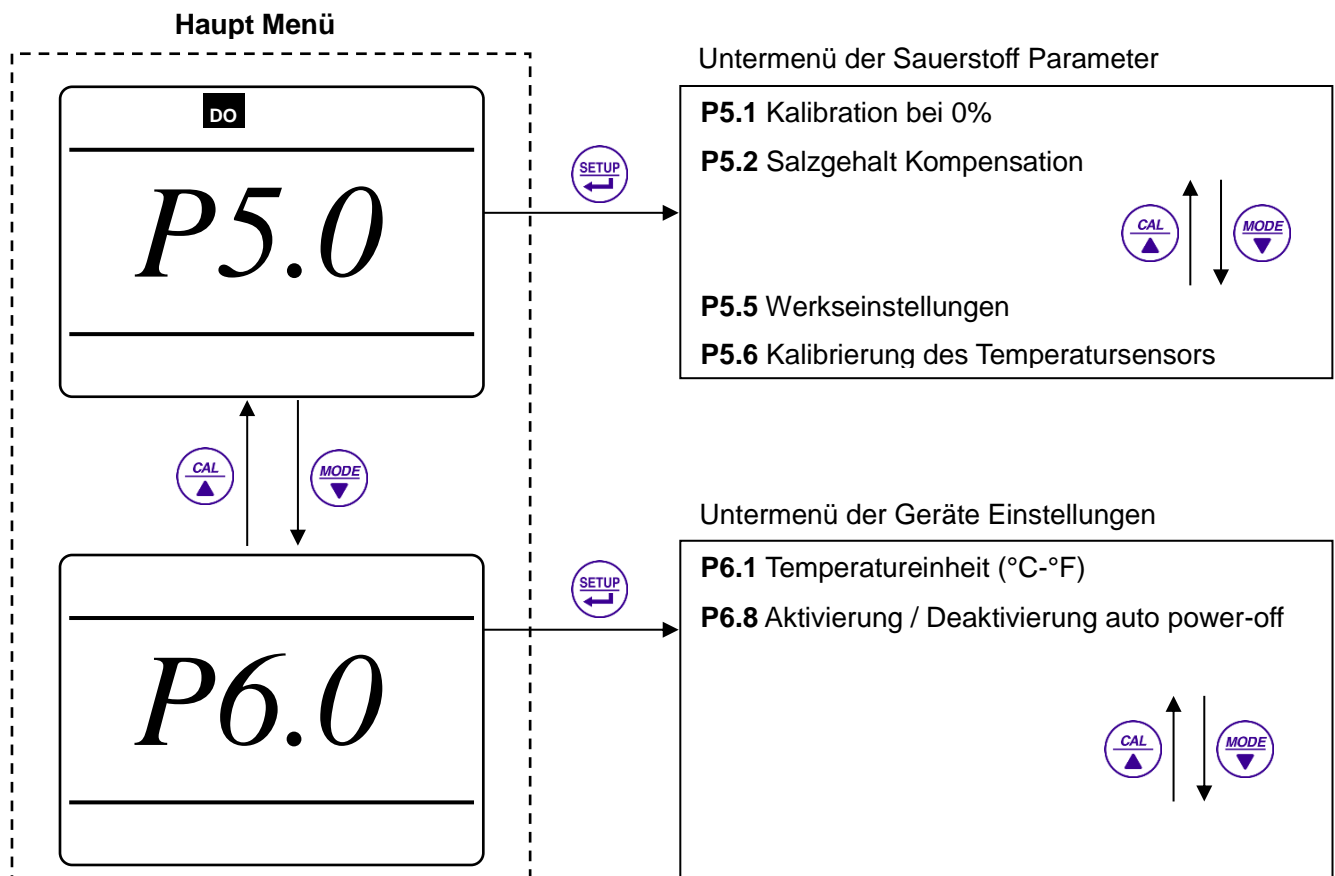 Haupt Menü
DO
P5.0
SETUP
Untermenü der Sauerstoff Parameter
P5.1 Kalibration bei 0%
P5.2 Salzgehalt Kompensation
CAL
MODE
P5.5 Werkseinstellungen
P5.6 Kalibrierung des Temperatursensors
CAL
MODE
P6.0
SETUP
Untermenü der Geräte Einstellungen
P6.1 Temperatureinheit (°C-°F)
P6.8 Aktivierung / Deaktivierung auto power-off
CAL
MODE